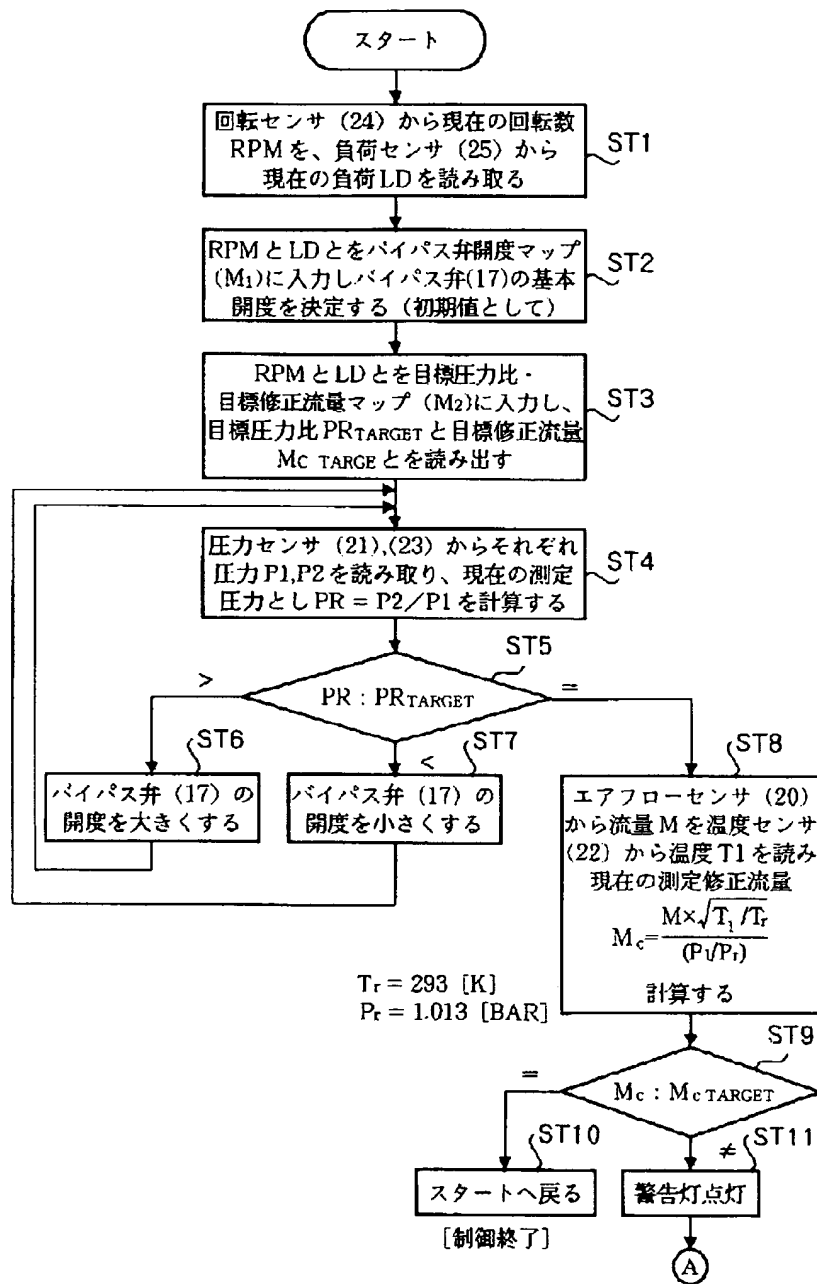 スタート
回転センサ (24) から現在の回転数
RPMを、負荷センサ (25) から
現在の負荷LDを読み取る
ST1
RPMとLDとをバイパス弁開度マップ
(M1)に入力しバイパス弁(17)の基本
開度を決定する (初期値として)
ST2
RPMとLDとを目標圧力比・
目標修正流量マップ (M2)に入力し、
目標圧力比PRTARGETと目標修正流量
MC TARGEとを読み出す
ST3
圧力センサ (21),(23) からそれぞれ
圧力P1,P2を読み取り、現在の測定
圧力としPR = P2/P1を計算する
ST4
ST5
PR : PRTARGET
>
=
<
ST6
バイパス弁 (17) の
開度を大きくする
ST7
バイパス弁 (17) の
開度を小さくする
ST8
エアフローセンサ (20)
から流量Mを温度センサ
(22) から温度T1を読み
現在の測定修正流量
Mc=M×√T1/Tr/(P1/Pr)
計算する
Tr = 293 [K]
Pr = 1.013 [BAR]
ST9
Mc : Mc TARGET
=
≠
ST10
スタートへ戻る
[制御終了]
ST11
警告灯点灯
A